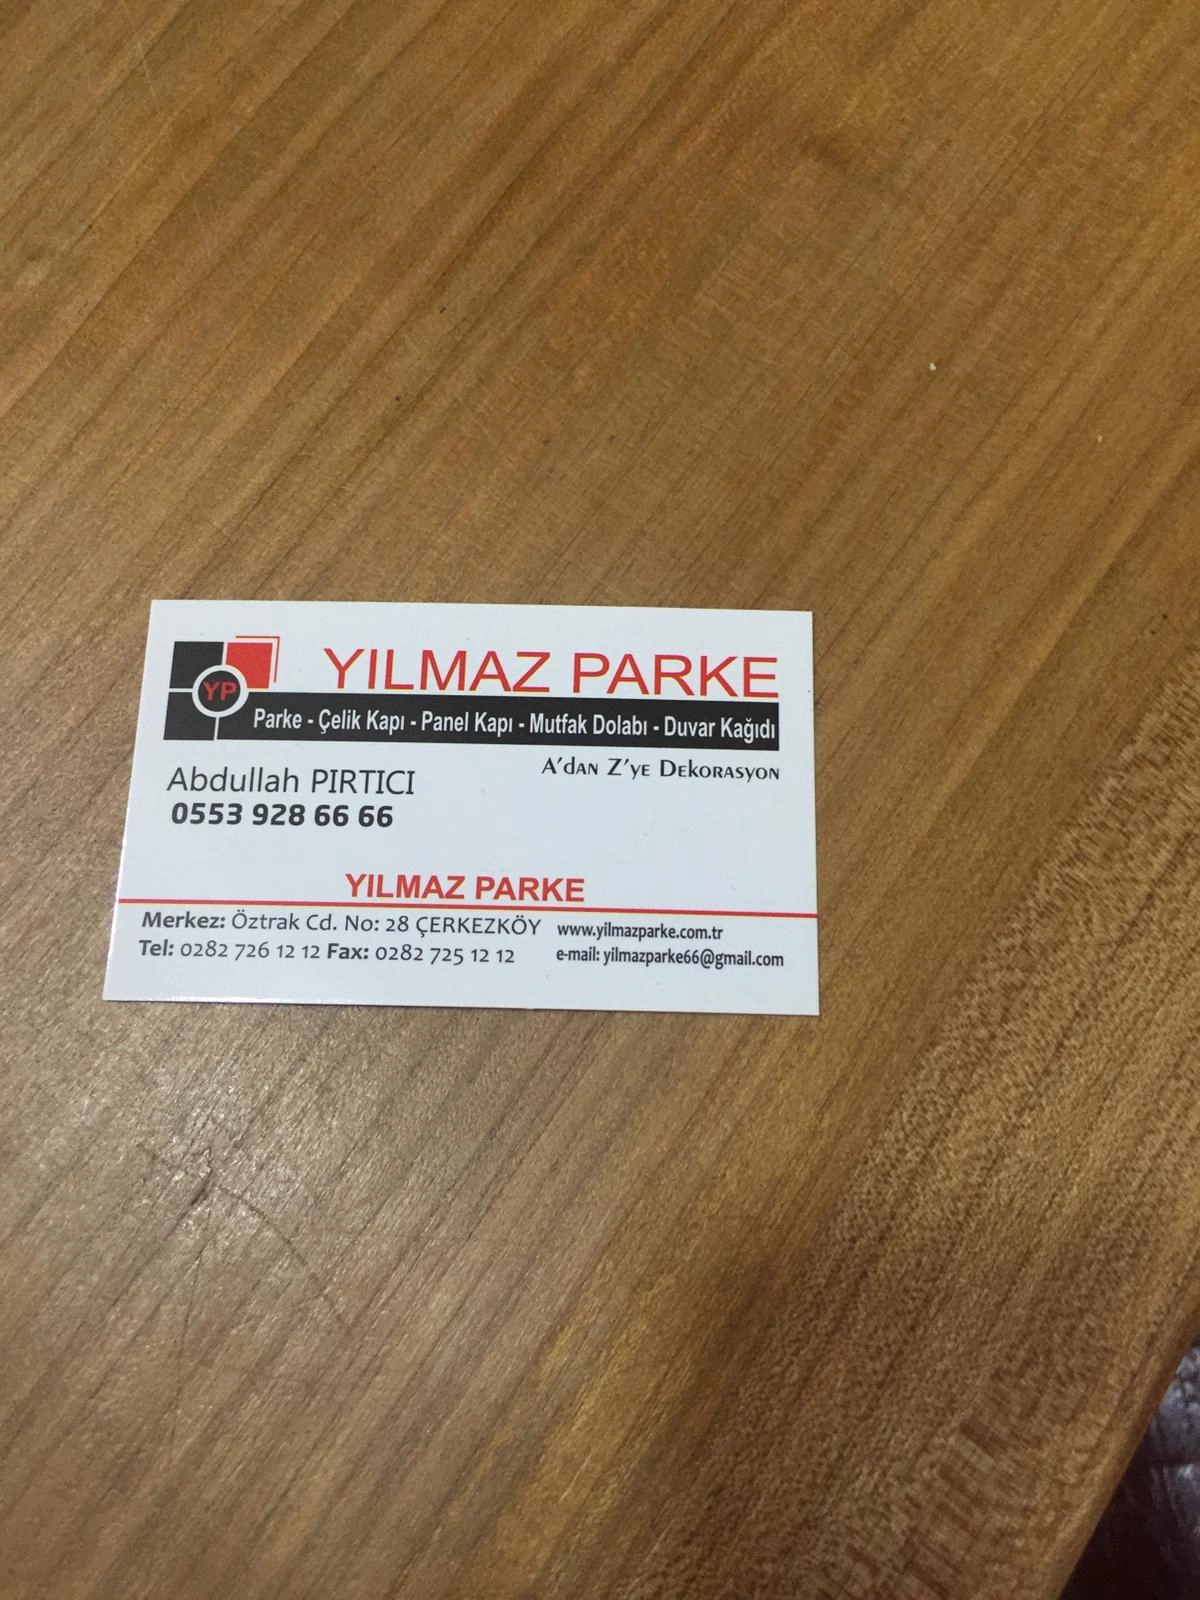 YP
YILMAZ PARKE
Parke - Çelik Kapı - Panel Kapı - Mutfak Dolabı - Duvar Kağıdı
A'dan Z'ye Dekorasyon
Abdullah PIRTICI
0553 928 66 66
YILMAZ PARKE
Merkez: Öztrak Cd. No: 28 ÇERKEZKÖY
Tel: 0282 726 12 12 Fax: 0282 725 12 12
www.yilmazparke.com.tr
e-mail: yilmazparke66@gmail.com